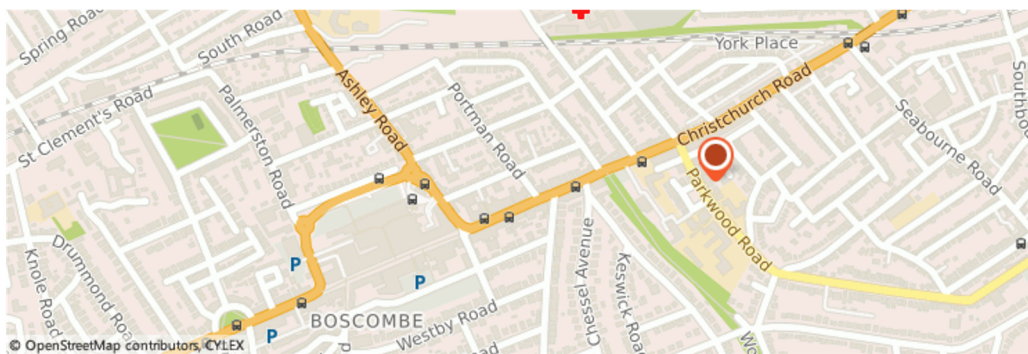 Spring Road
South Road
York Place
Ashley Road
Christchurch Road
St Clement's Road
Palmerston Road
Portman Road
Seabourne Road
Parkwood Road
Drummond Road
Knole Road
Chessel Avenue
Keswick Road
P
P
P
BOSCOMBE
Westby Road
© OpenStreetMap contributors, CYLEX